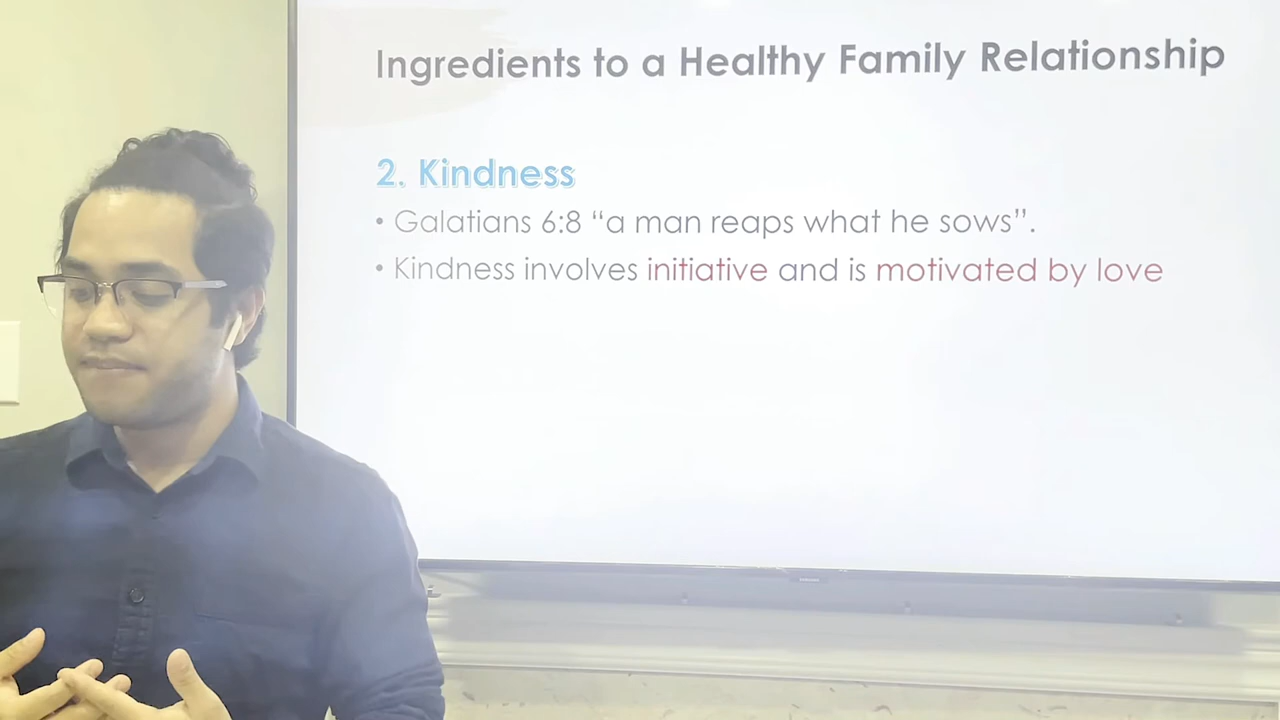 Ingredients to a Healthy Family Relationship
2. Kindness
• Galatians 6:8 “a man reaps what he sows”.
• Kindness involves initiative and is motivated by love
SAMSUNG